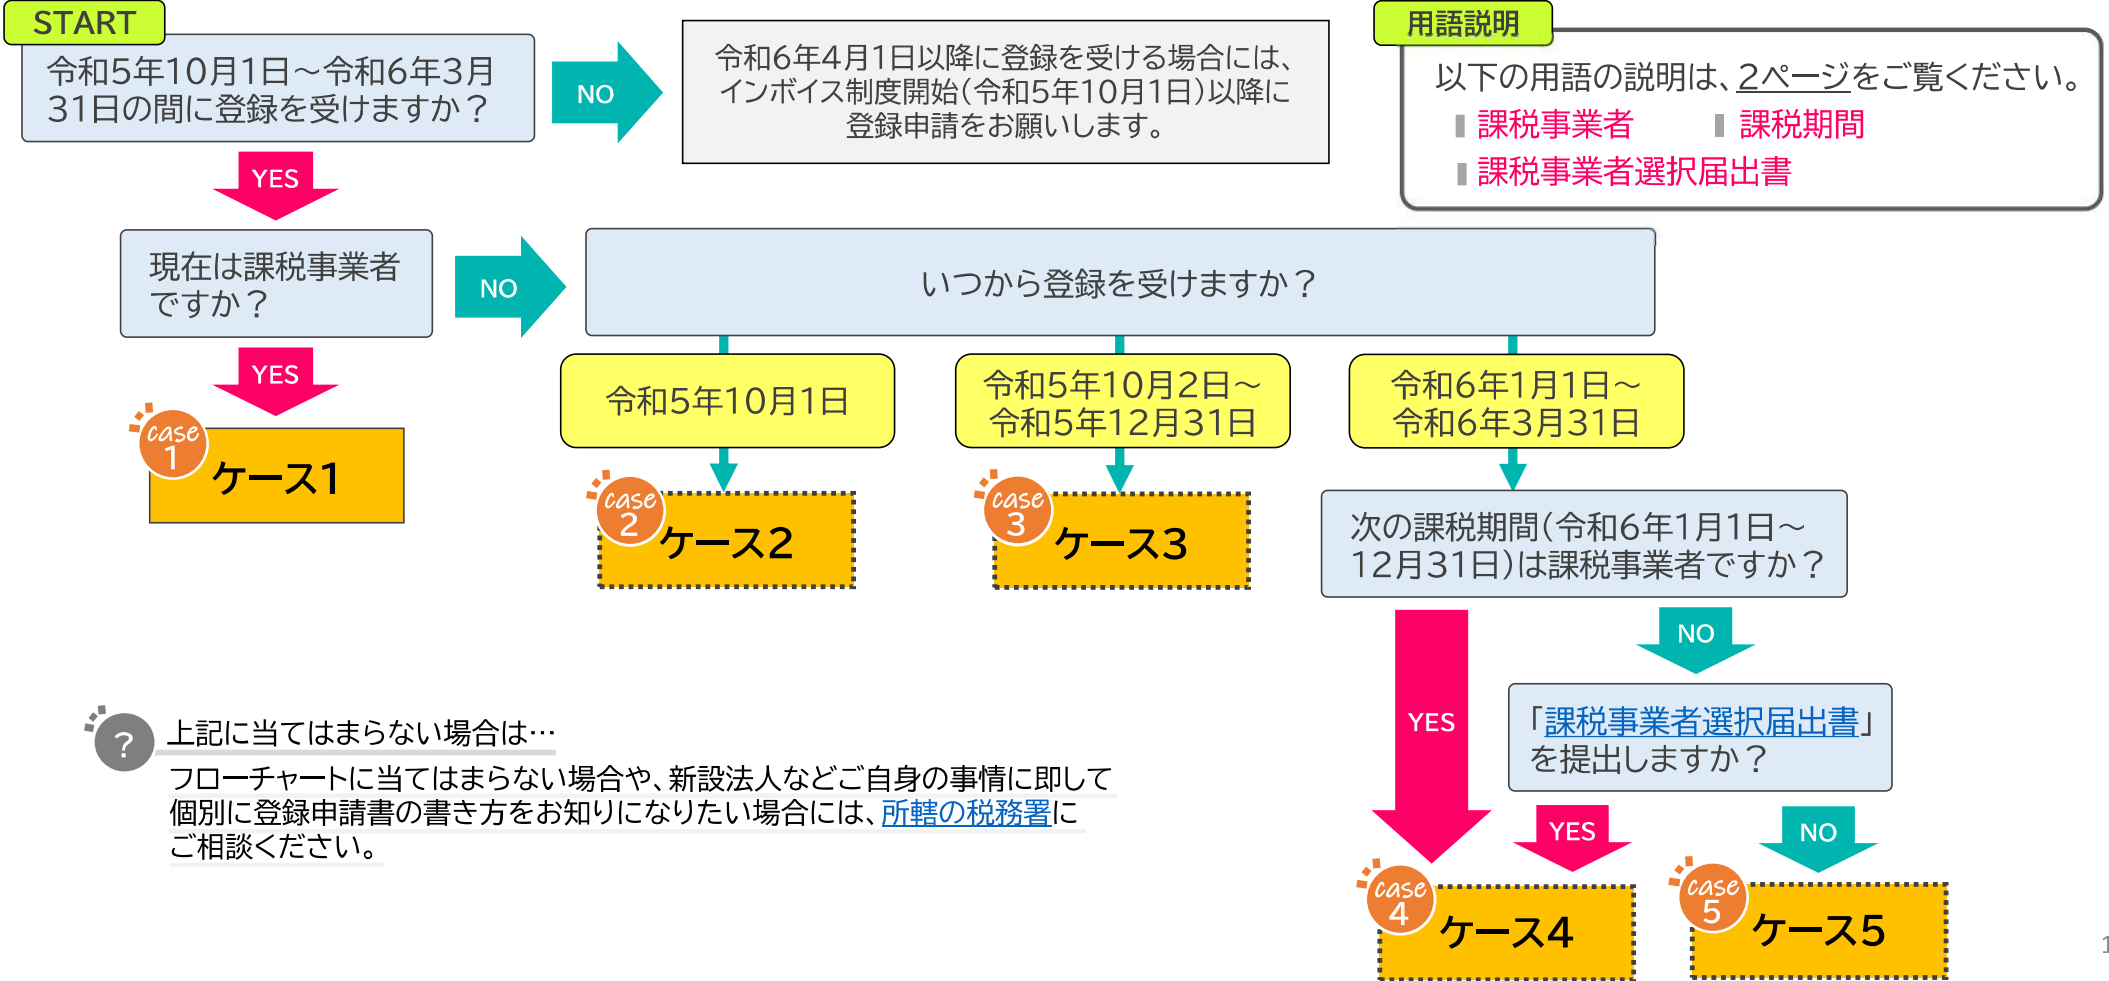 START
令和5年10月1日～令和6年3月
31日の間に登録を受けますか？
NO
令和6年4月1日以降に登録を受ける場合には、
インボイス制度開始（令和5年10月1日）以降に
登録申請をお願いします。
用語説明
以下の用語の説明は、2ページをご覧ください。
課税事業者
課税期間
課税事業者選択届出書
YES
現在は課税事業者
ですか？
NO
いつから登録を受けますか？
YES
case
1
ケース1
令和5年10月1日
令和5年10月2日～
令和5年12月31日
令和6年1月1日～
令和6年3月31日
case
2
ケース2
case
3
ケース3
次の課税期間（令和6年1月1日～
12月31日）は課税事業者ですか？
YES
NO
「課税事業者選択届出書」
を提出しますか？
YES
NO
case
4
ケース4
case
5
ケース5
?
上記に当てはまらない場合は…
フローチャートに当てはまらない場合や、新設法人などご自身の事情に即して
個別に登録申請書の書き方をお知りになりたい場合には、所轄の税務署に
ご相談ください。
1